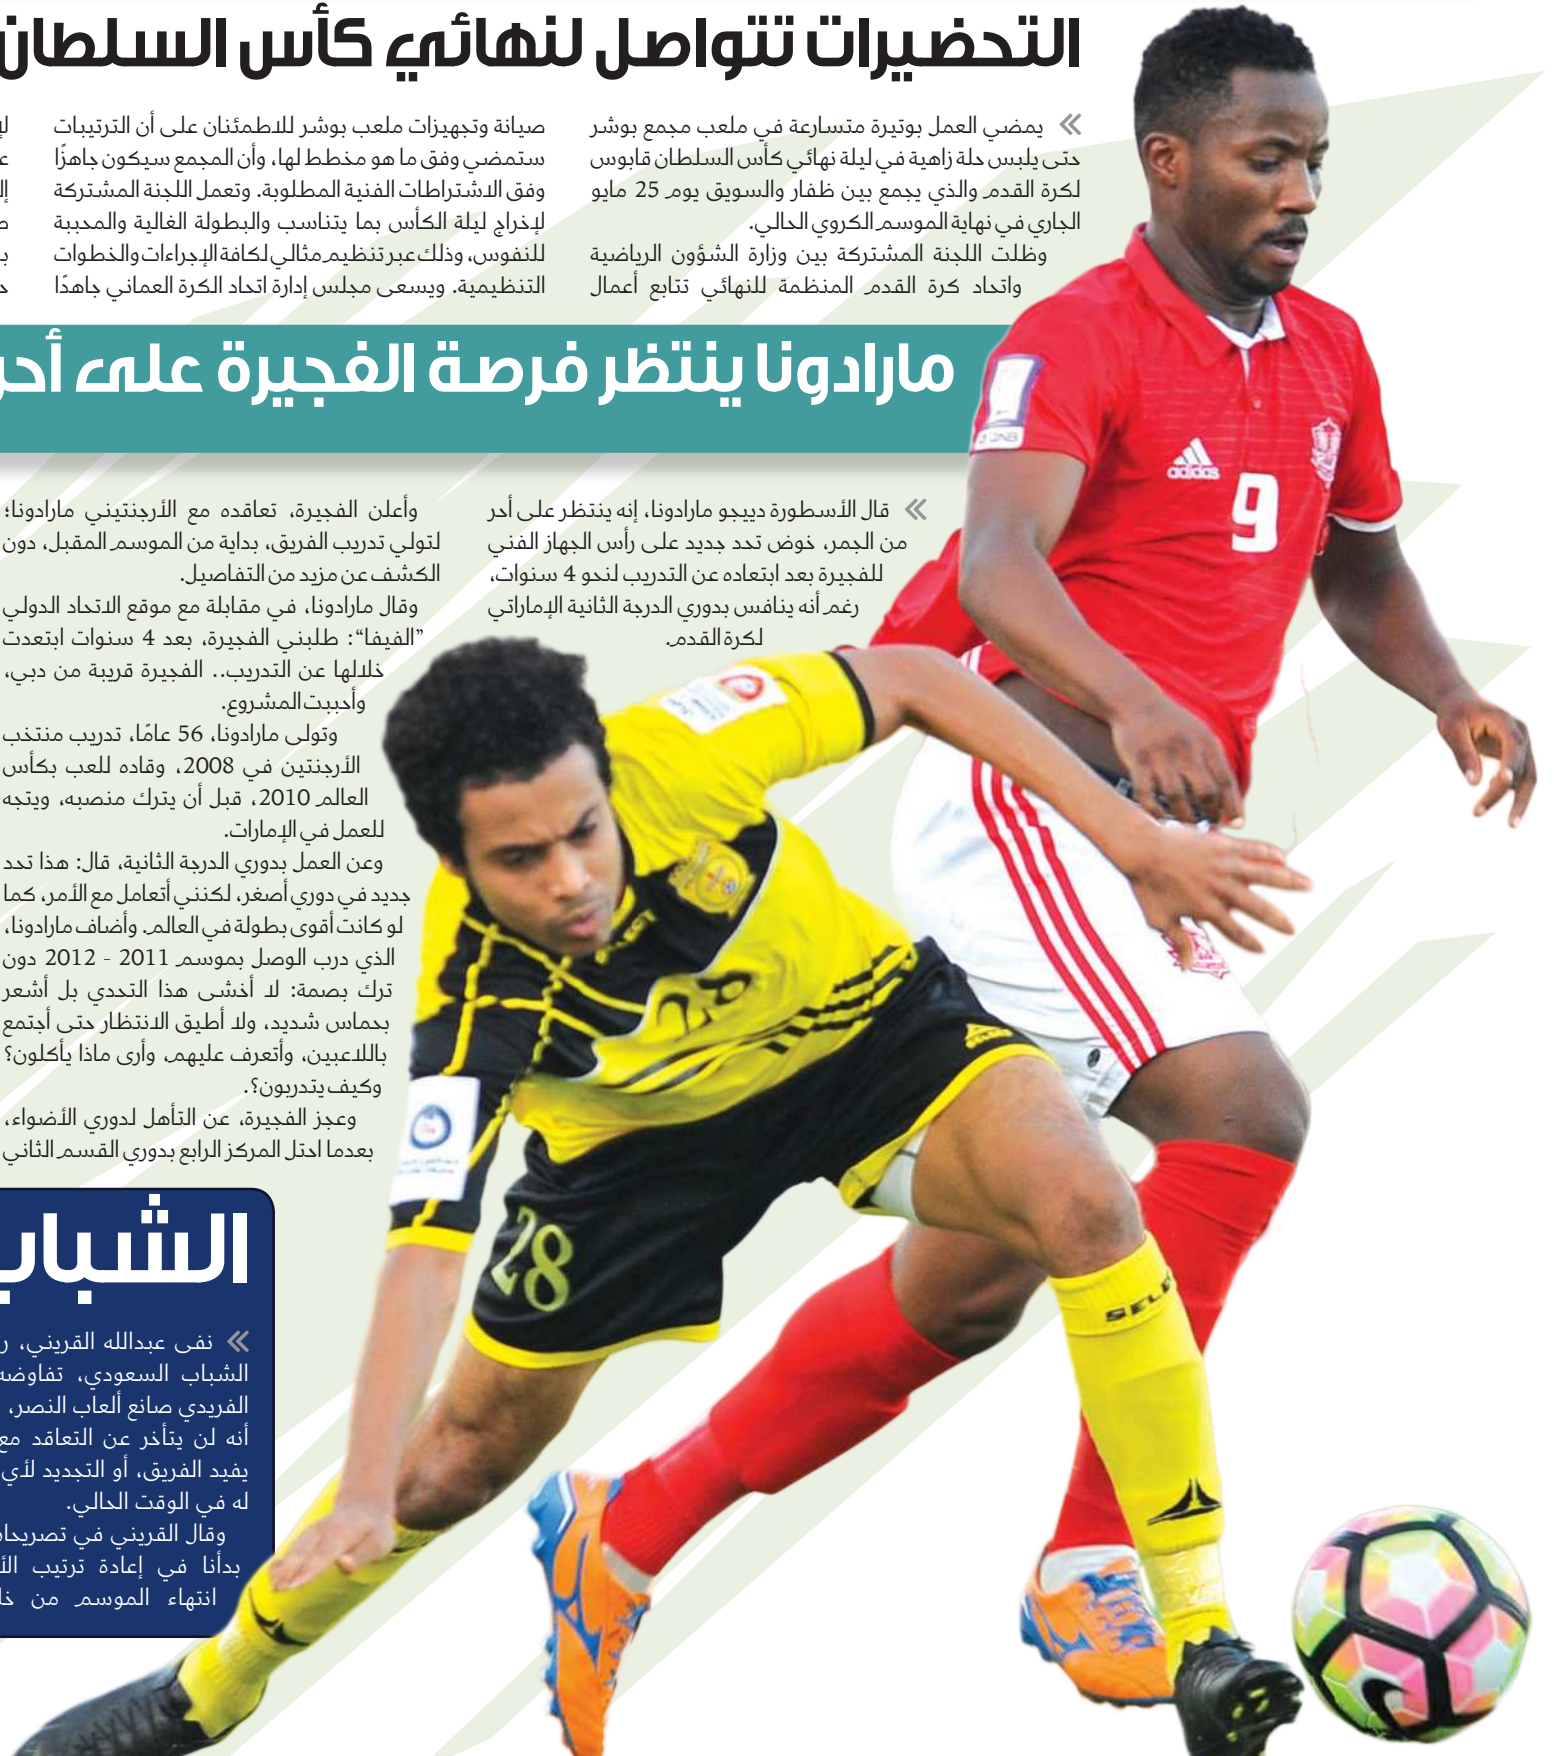 التحضيرات تتواصل لنهائي كأس السلطان
» يمضي العمل بوتيرة متسارعة في ملعب مجمع بوشر
حتى يلبس حلة زاهية في ليلة نهائي كأس السلطان قابوس
لكرة القدم والذي يجمع بين ظفار والسويق يوم 25 مايو
الجاري في نهاية الموسم الكروي الحالي.
وظلت اللجنة المشتركة بين وزارة الشؤون الرياضية
واتحاد كرة القدم المنظمة للنهائي تتابع أعمال
صيانة وتجهيزات ملعب بوشر للاطمئنان على أن الترتيبات
ستمضي وفق ما هو مخطط لها، وأن المجمع سيكون جاهزًا
وفق الاشتراطات الفنية المطلوبة. وتعمل اللجنة المشتركة
لإخراج ليلة الكأس بما يتناسب والبطولة الغالية والمحببة
للنفوس، وذلك عبر تنظيم مثالي لكافة الإجراءات والخطوات
التنظيمية. ويسعى مجلس إدارة اتحاد الكرة العماني جاهدًا
مارادونا ينتظر فرصة الفجيرة على أحر
» قال الأسطورة دييجو مارادونا، إنه ينتظر على أحر
من الجمر، خوض تحد جديد على رأس الجهاز الفني
للفجيرة بعد ابتعاده عن التدريب لنحو 4 سنوات،
رغم أنه ينافس بدوري الدرجة الثانية الإماراتي
لكرة القدم.
وأعلن الفجيرة، تعاقده مع الأرجنتيني مارادونا؛
لتولي تدريب الفريق، بداية من الموسم المقبل، دون
الكشف عن مزيد من التفاصيل.
وقال مارادونا، في مقابلة مع موقع الاتحاد الدولي
"الفيفا": طلبني الفجيرة، بعد 4 سنوات ابتعدت
خلالها عن التدريب.. الفجيرة قريبة من دبي،
وأحببت المشروع.
وتولى مارادونا، 56 عامًا، تدريب منتخب
الأرجنتين في 2008، وقاده للعب بكأس
العالم 2010، قبل أن يترك منصبه، ويتجه
للعمل في الإمارات.
وعن العمل بدوري الدرجة الثانية، قال: هذا تحد
جديد في دوري أصغر، لكنني أتعامل مع الأمر، كما
لو كانت أقوى بطولة في العالم. وأضاف مارادونا،
الذي درب الوصل بموسم 2011 - 2012 دون
ترك بصمة: لا أخشى هذا التحدي بل أشعر
بحماس شديد، ولا أطيق الانتظار حتى أجتمع
باللاعبين، وأتعرف عليهم، وأرى ماذا يأكلون؟
وكيف يتدربون؟.
وعجز الفجيرة، عن التأهل لدوري الأضواء،
بعدما احتل المركز الرابع بدوري القسم الثاني
الشباب
» نفى عبدالله القريني، ر
الشباب السعودي، تفاوضه
الفريدي صانع ألعاب النصر،
أنه لن يتأخر عن التعاقد مع
يفيد الفريق، أو التجديد لأي
له في الوقت الحالي.
وقال القريني في تصريحات
بدأنا في إعادة ترتيب الأ
انتهاء الموسم من خلا
QNB
adidas
9
SELECT
28
28
SELE